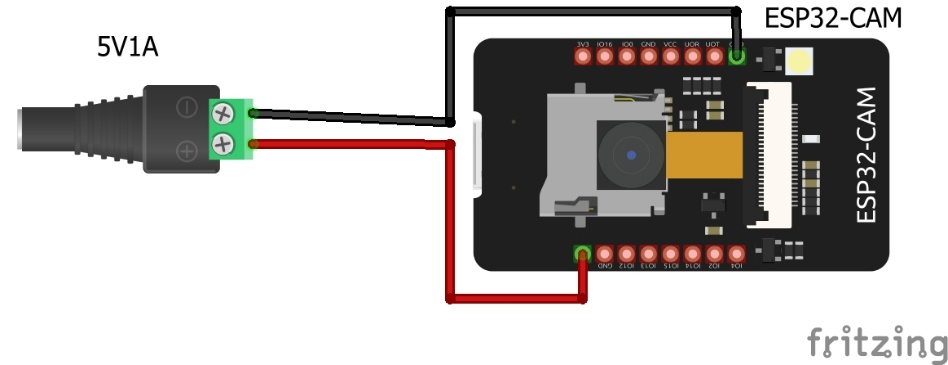 ESP32-CAM
5V1A
3V3 IO16 IO0 GND VCC UOR UOT
ESP32-CAM
GND IO12 IO13 IO15 IO14 IO2 IO4
fritzing